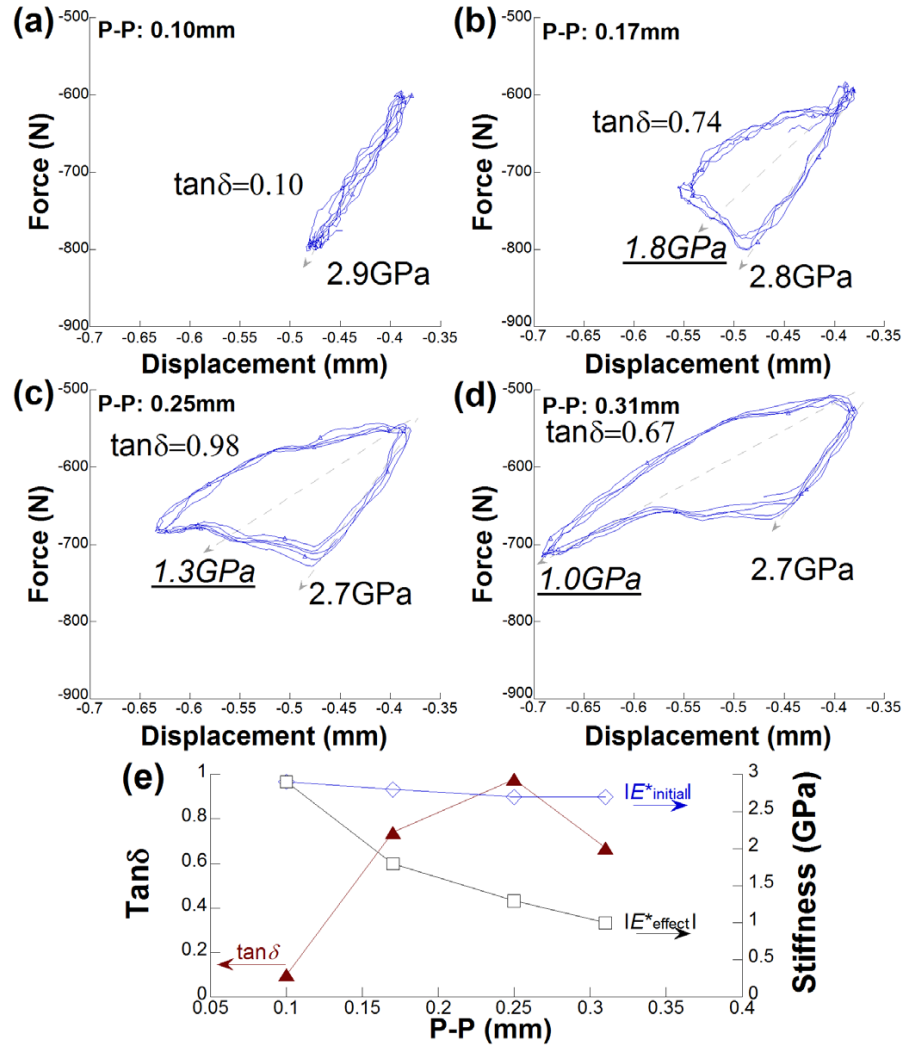 (a)
P-P: 0.10mm
-500
-600
-700
-800
-900
Force (N)
tanδ=0.10
2.9GPa
-0.7 -0.65 -0.6 -0.55 -0.5 -0.45 -0.4 -0.35
Displacement (mm)
(b)
P-P: 0.17mm
-500
-600
-700
-800
-900
Force (N)
tanδ=0.74
1.8GPa
2.8GPa
-0.7 -0.65 -0.6 -0.55 -0.5 -0.45 -0.4 -0.35
Displacement (mm)
(c)
P-P: 0.25mm
-500
-600
-700
-800
-900
Force (N)
tanδ=0.98
1.3GPa
2.7GPa
-0.7 -0.65 -0.6 -0.55 -0.5 -0.45 -0.4 -0.35
Displacement (mm)
(d)
P-P: 0.31mm
-500
-600
-700
-800
-900
Force (N)
tanδ=0.67
1.0GPa
2.7GPa
-0.7 -0.65 -0.6 -0.55 -0.5 -0.45 -0.4 -0.35
Displacement (mm)
(e)
1
0.8
0.6
0.4
0.2
0
Tanδ
tanδ
|E*initial|
|E*effect|
3
2.5
2
1.5
1
0.5
0
Stiffness (GPa)
0.05 0.1 0.15 0.2 0.25 0.3 0.35 0.4
P-P (mm)